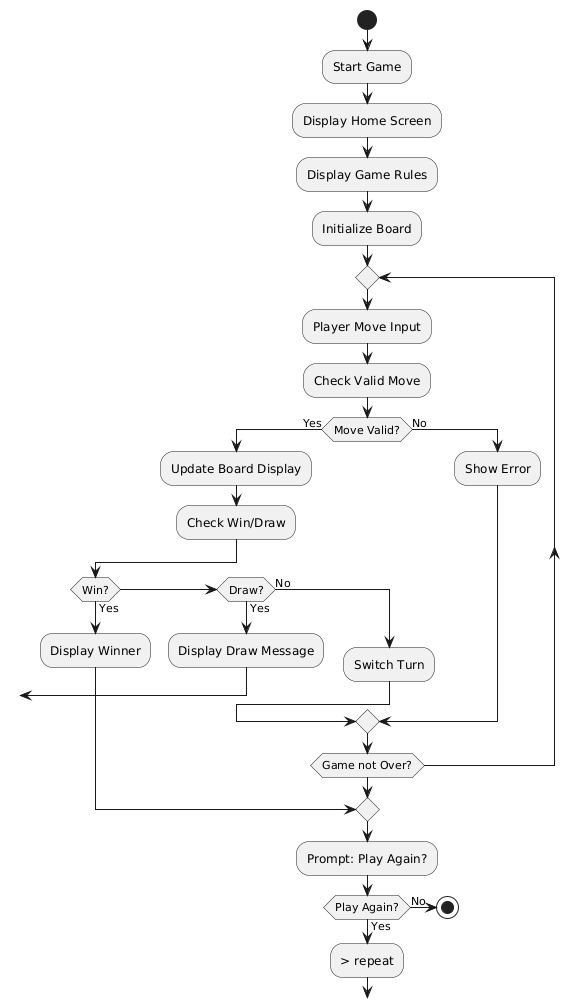 Start Game
Display Home Screen
Display Game Rules
Initialize Board
Player Move Input
Check Valid Move
Yes
Move Valid?
No
Update Board Display
Show Error
Check Win/Draw
Win?
Draw?
No
Yes
Yes
Display Winner
Display Draw Message
Switch Turn
Game not Over?
Prompt: Play Again?
Play Again?
No
Yes
> repeat